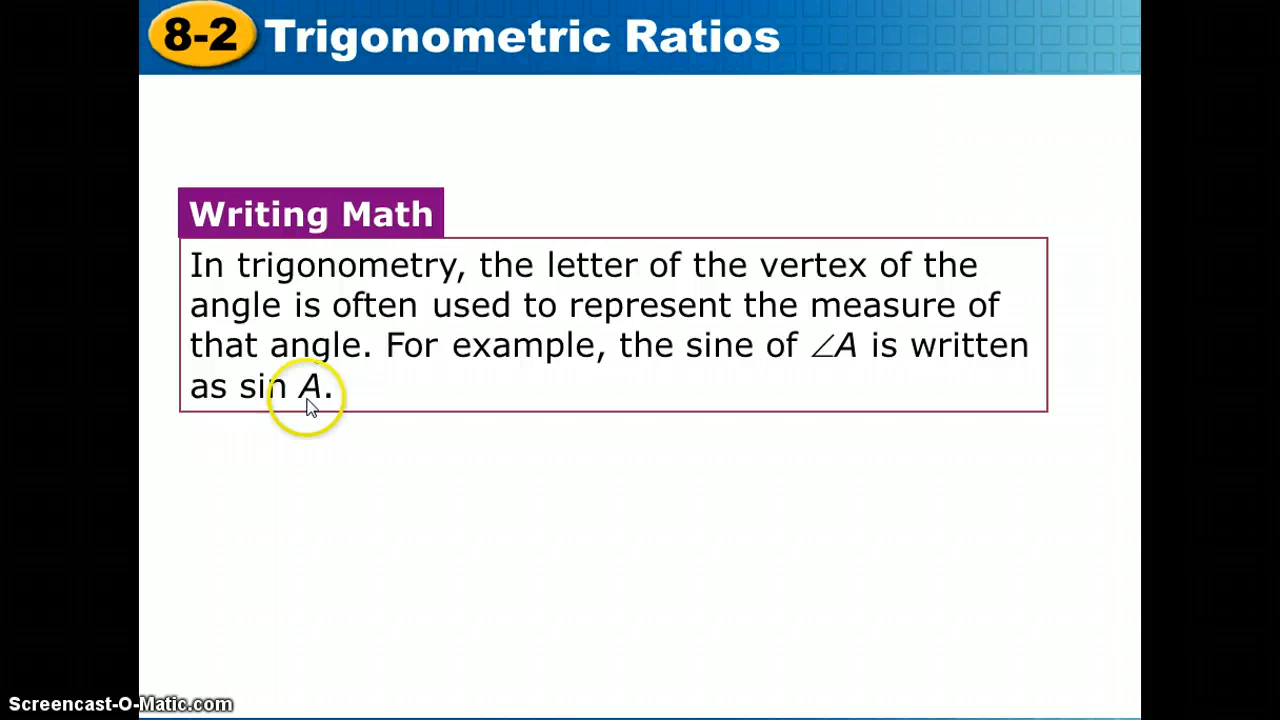 8-2 Trigonometric Ratios
Writing Math
In trigonometry, the letter of the vertex of the
angle is often used to represent the measure of
that angle. For example, the sine of ∠A is written
as sin A.
Screencast-O-Matic.com